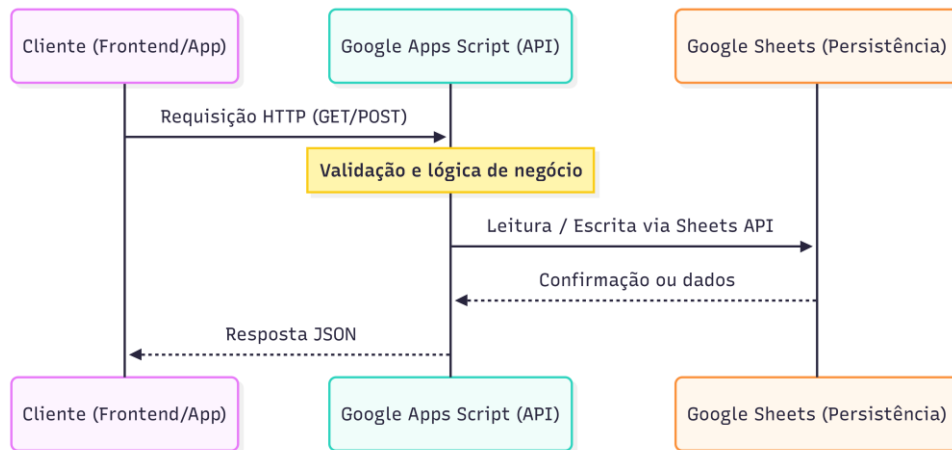 Cliente (Frontend/App)
Google Apps Script (API)
Google Sheets (Persistência)
Requisição HTTP (GET/POST)
Validação e lógica de negócio
Leitura / Escrita via Sheets API
Confirmação ou dados
Resposta JSON
Cliente (Frontend/App)
Google Apps Script (API)
Google Sheets (Persistência)